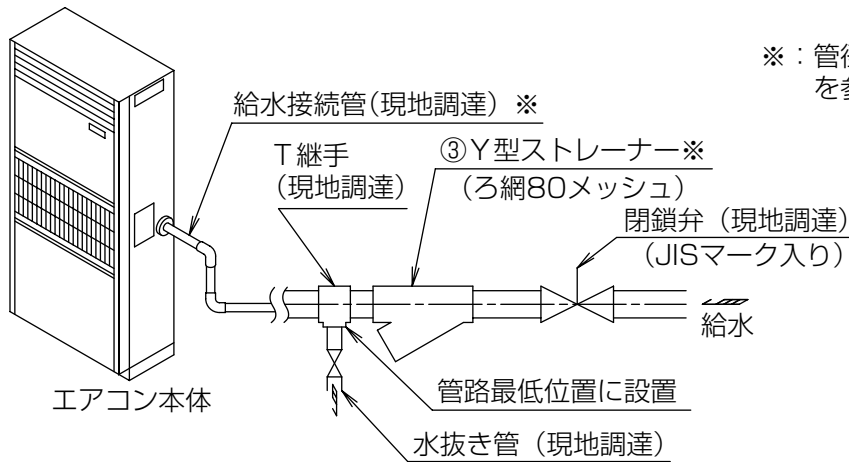 ※：管
を
給水接続管(現地調達) ※
T継手
(現地調達)
③Y型ストレーナー※
(ろ網80メッシュ)
閉鎖弁（現地調達)
(JISマーク入り)
給水
エアコン本体
管路最低位置に設置
水抜き管（現地調達)